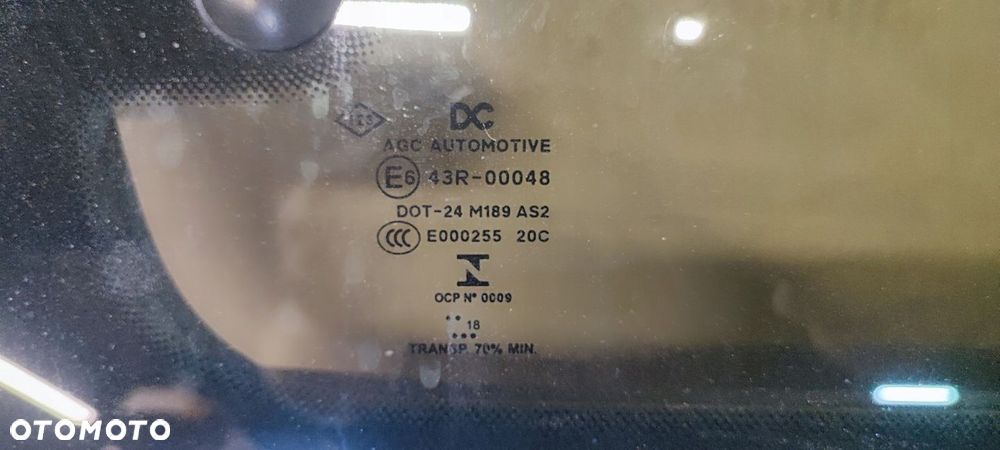 DC
AGC AUTOMOTIVE
E6 43R-00048
DOT-24 M189 AS2
CCC E000255 20C
OCP N° 0009
18
TRANSP. 70% MIN.
OTOMOTO